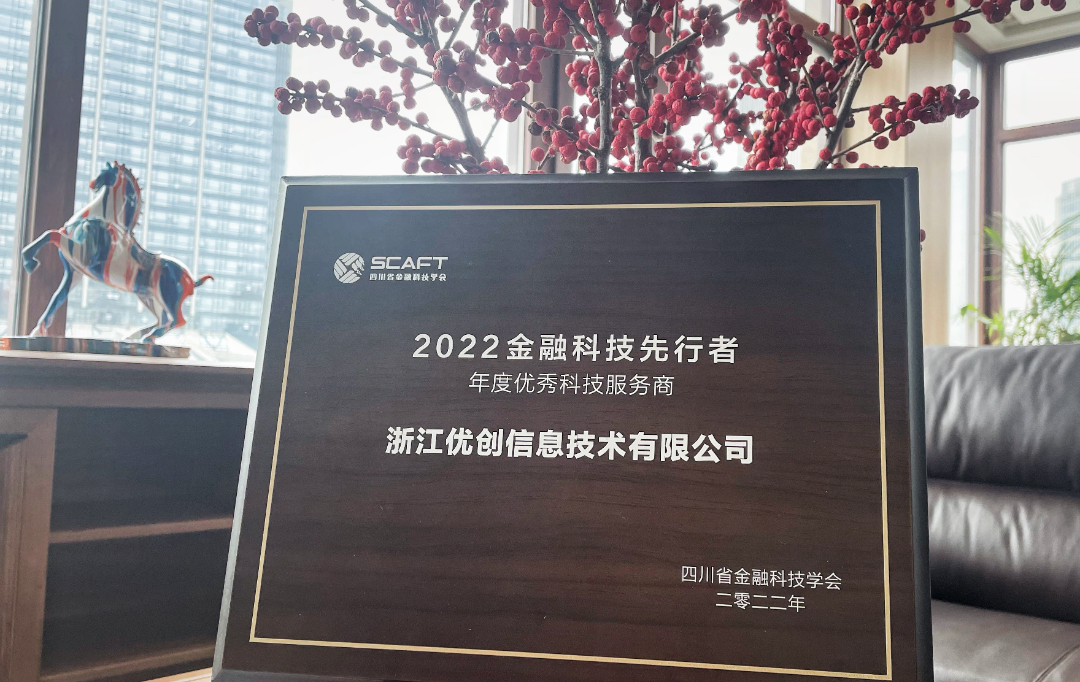 SCAFT
四川省金融科技学会
2022金融科技先行者
年度优秀科技服务商
浙江优创信息技术有限公司
四川省金融科技学会
二零二二年